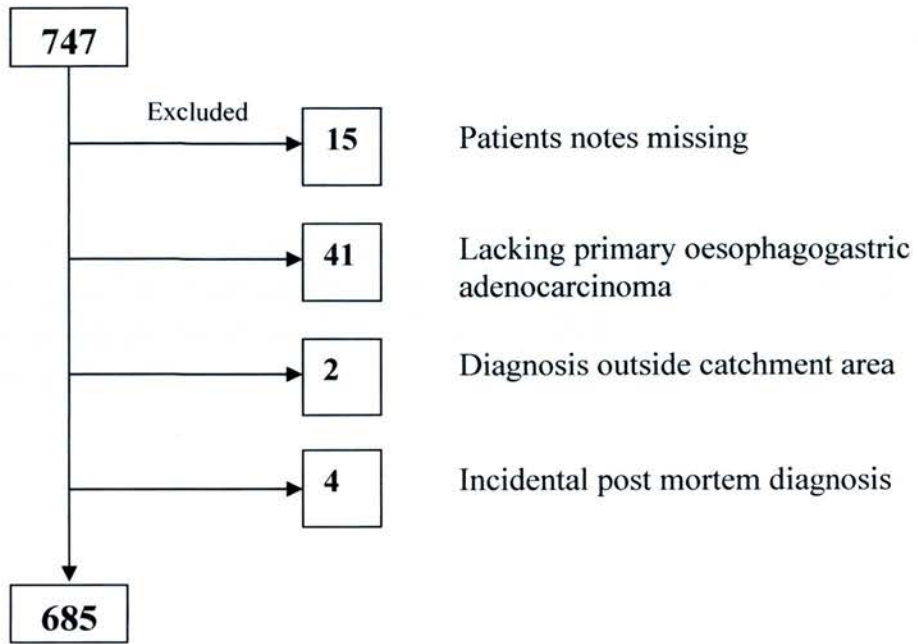 747
Excluded
15
Patients notes missing
41
Lacking primary oesophagogastric
adenocarcinoma
2
Diagnosis outside catchment area
4
Incidental post mortem diagnosis
685